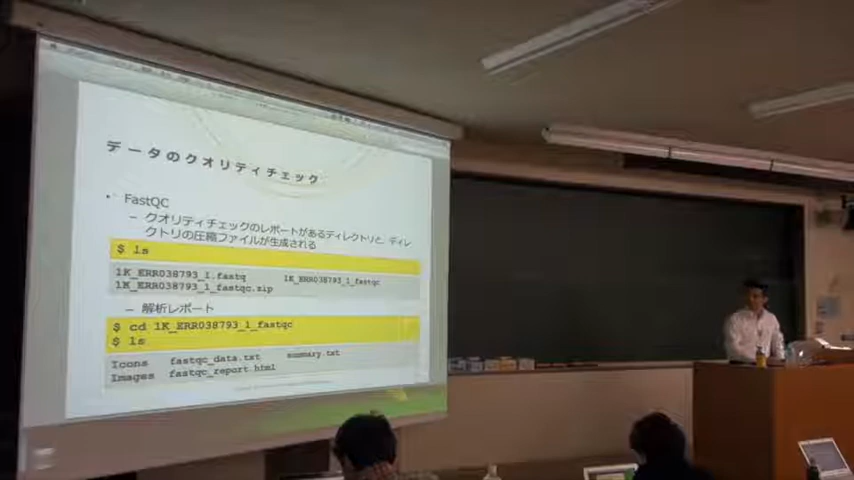 データのクオリティチェック
• FastQC
– クオリティチェックのレポートがあるディレクトリと、ディレ
クトリの圧縮ファイルが生成される
$ ls
1K_ERR038793_1.fastq 1K_ERR038793_1_fastqc
1K_ERR038793_1_fastqc.zip
– 解析レポート
$ cd 1K_ERR038793_1_fastqc
$ ls
Icons fastqc_data.txt summary.txt
Images fastqc_report.html